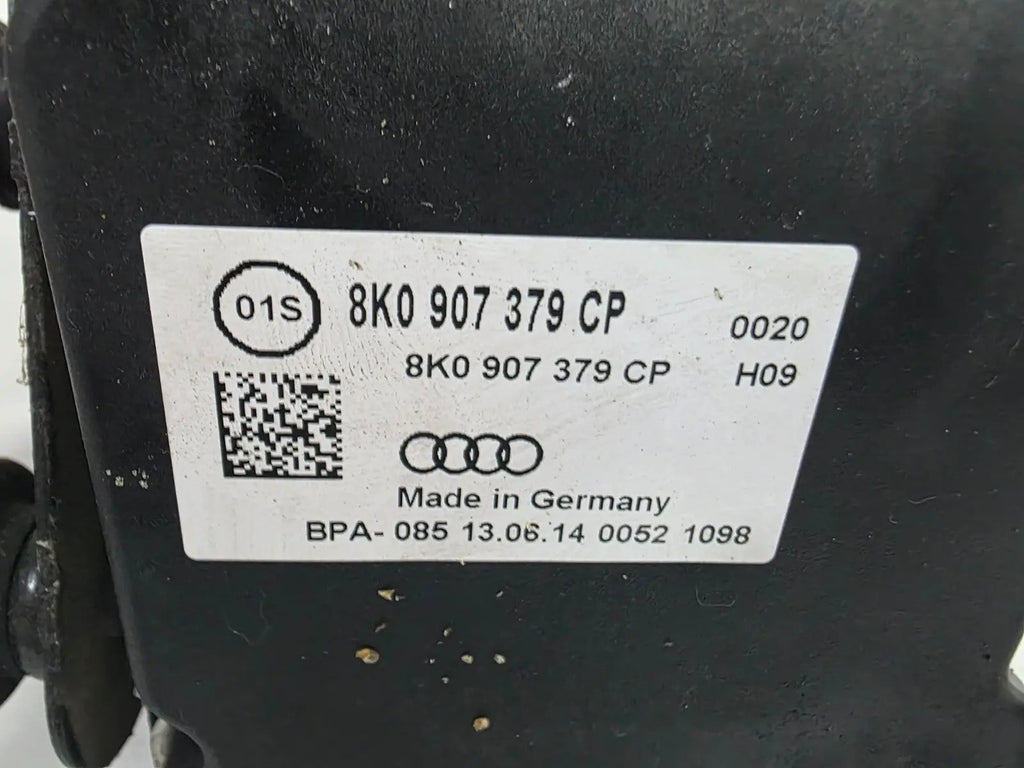 01S 8K0 907 379 CP 0020
8K0 907 379 CP H09
Made in Germany
BPA- 085 13.06.14 0052 1098